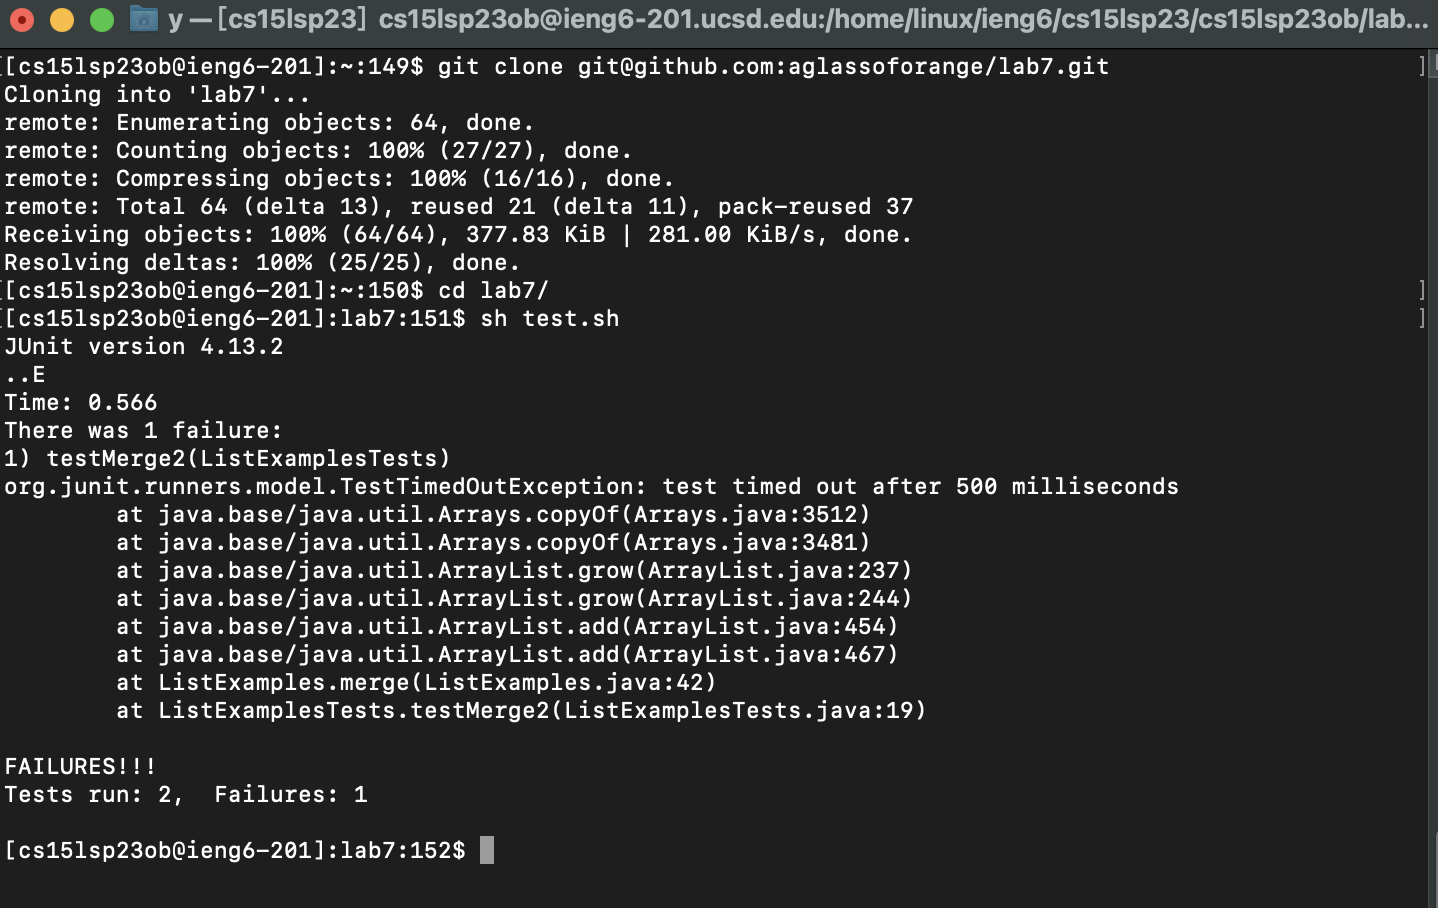 y — [cs15lsp23] cs15lsp23ob@ieng6-201.ucsd.edu:/home/linux/ieng6/cs15lsp23/cs15lsp23ob/lab...
[[cs15lsp23ob@ieng6-201]:~:149$ git clone git@github.com:aglassoforange/lab7.git ]
Cloning into 'lab7'...
remote: Enumerating objects: 64, done.
remote: Counting objects: 100% (27/27), done.
remote: Compressing objects: 100% (16/16), done.
remote: Total 64 (delta 13), reused 21 (delta 11), pack-reused 37
Receiving objects: 100% (64/64), 377.83 KiB | 281.00 KiB/s, done.
Resolving deltas: 100% (25/25), done.
[[cs15lsp23ob@ieng6-201]:~:150$ cd lab7/ ]
[[cs15lsp23ob@ieng6-201]:lab7:151$ sh test.sh ]
JUnit version 4.13.2
..E
Time: 0.566
There was 1 failure:
1) testMerge2(ListExamplesTests)
org.junit.runners.model.TestTimedOutException: test timed out after 500 milliseconds
at java.base/java.util.Arrays.copyOf(Arrays.java:3512)
at java.base/java.util.Arrays.copyOf(Arrays.java:3481)
at java.base/java.util.ArrayList.grow(ArrayList.java:237)
at java.base/java.util.ArrayList.grow(ArrayList.java:244)
at java.base/java.util.ArrayList.add(ArrayList.java:454)
at java.base/java.util.ArrayList.add(ArrayList.java:467)
at ListExamples.merge(ListExamples.java:42)
at ListExamplesTests.testMerge2(ListExamplesTests.java:19)
FAILURES!!!
Tests run: 2,  Failures: 1
[cs15lsp23ob@ieng6-201]:lab7:152$